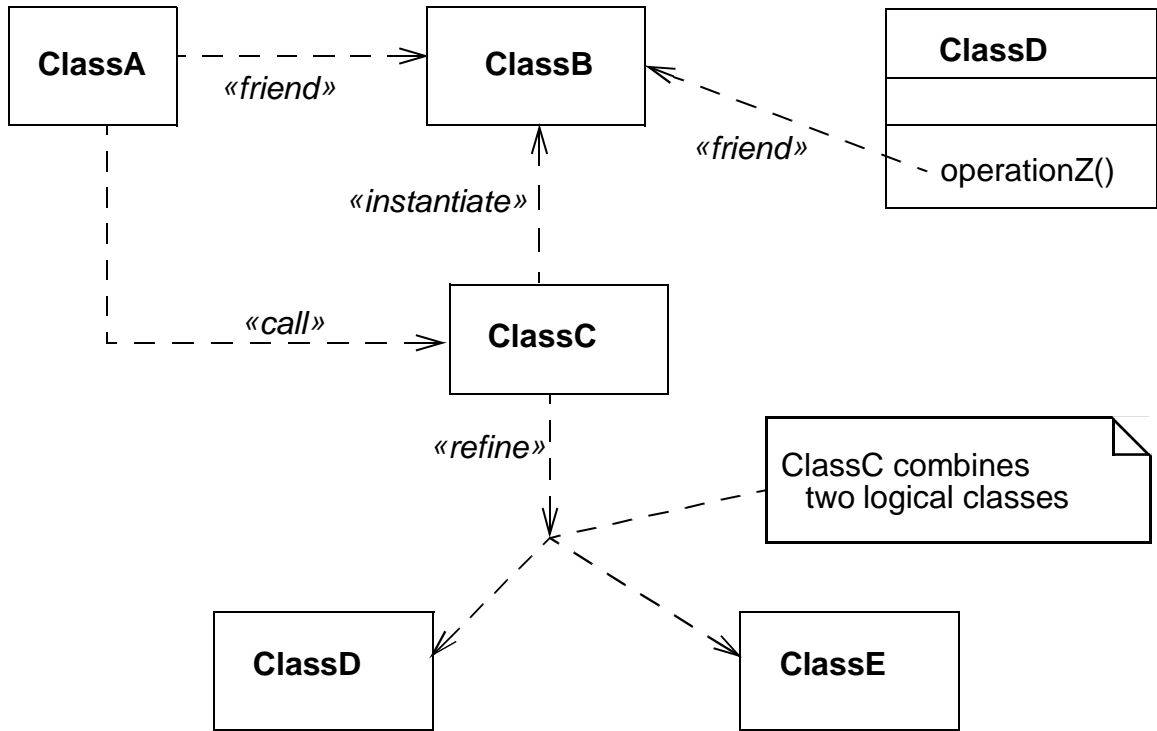 ClassA
«friend»
ClassB
ClassD
«friend»
operationZ()
«instantiate»
«call»
ClassC
«refine»
ClassC combines
two logical classes
ClassD
ClassE